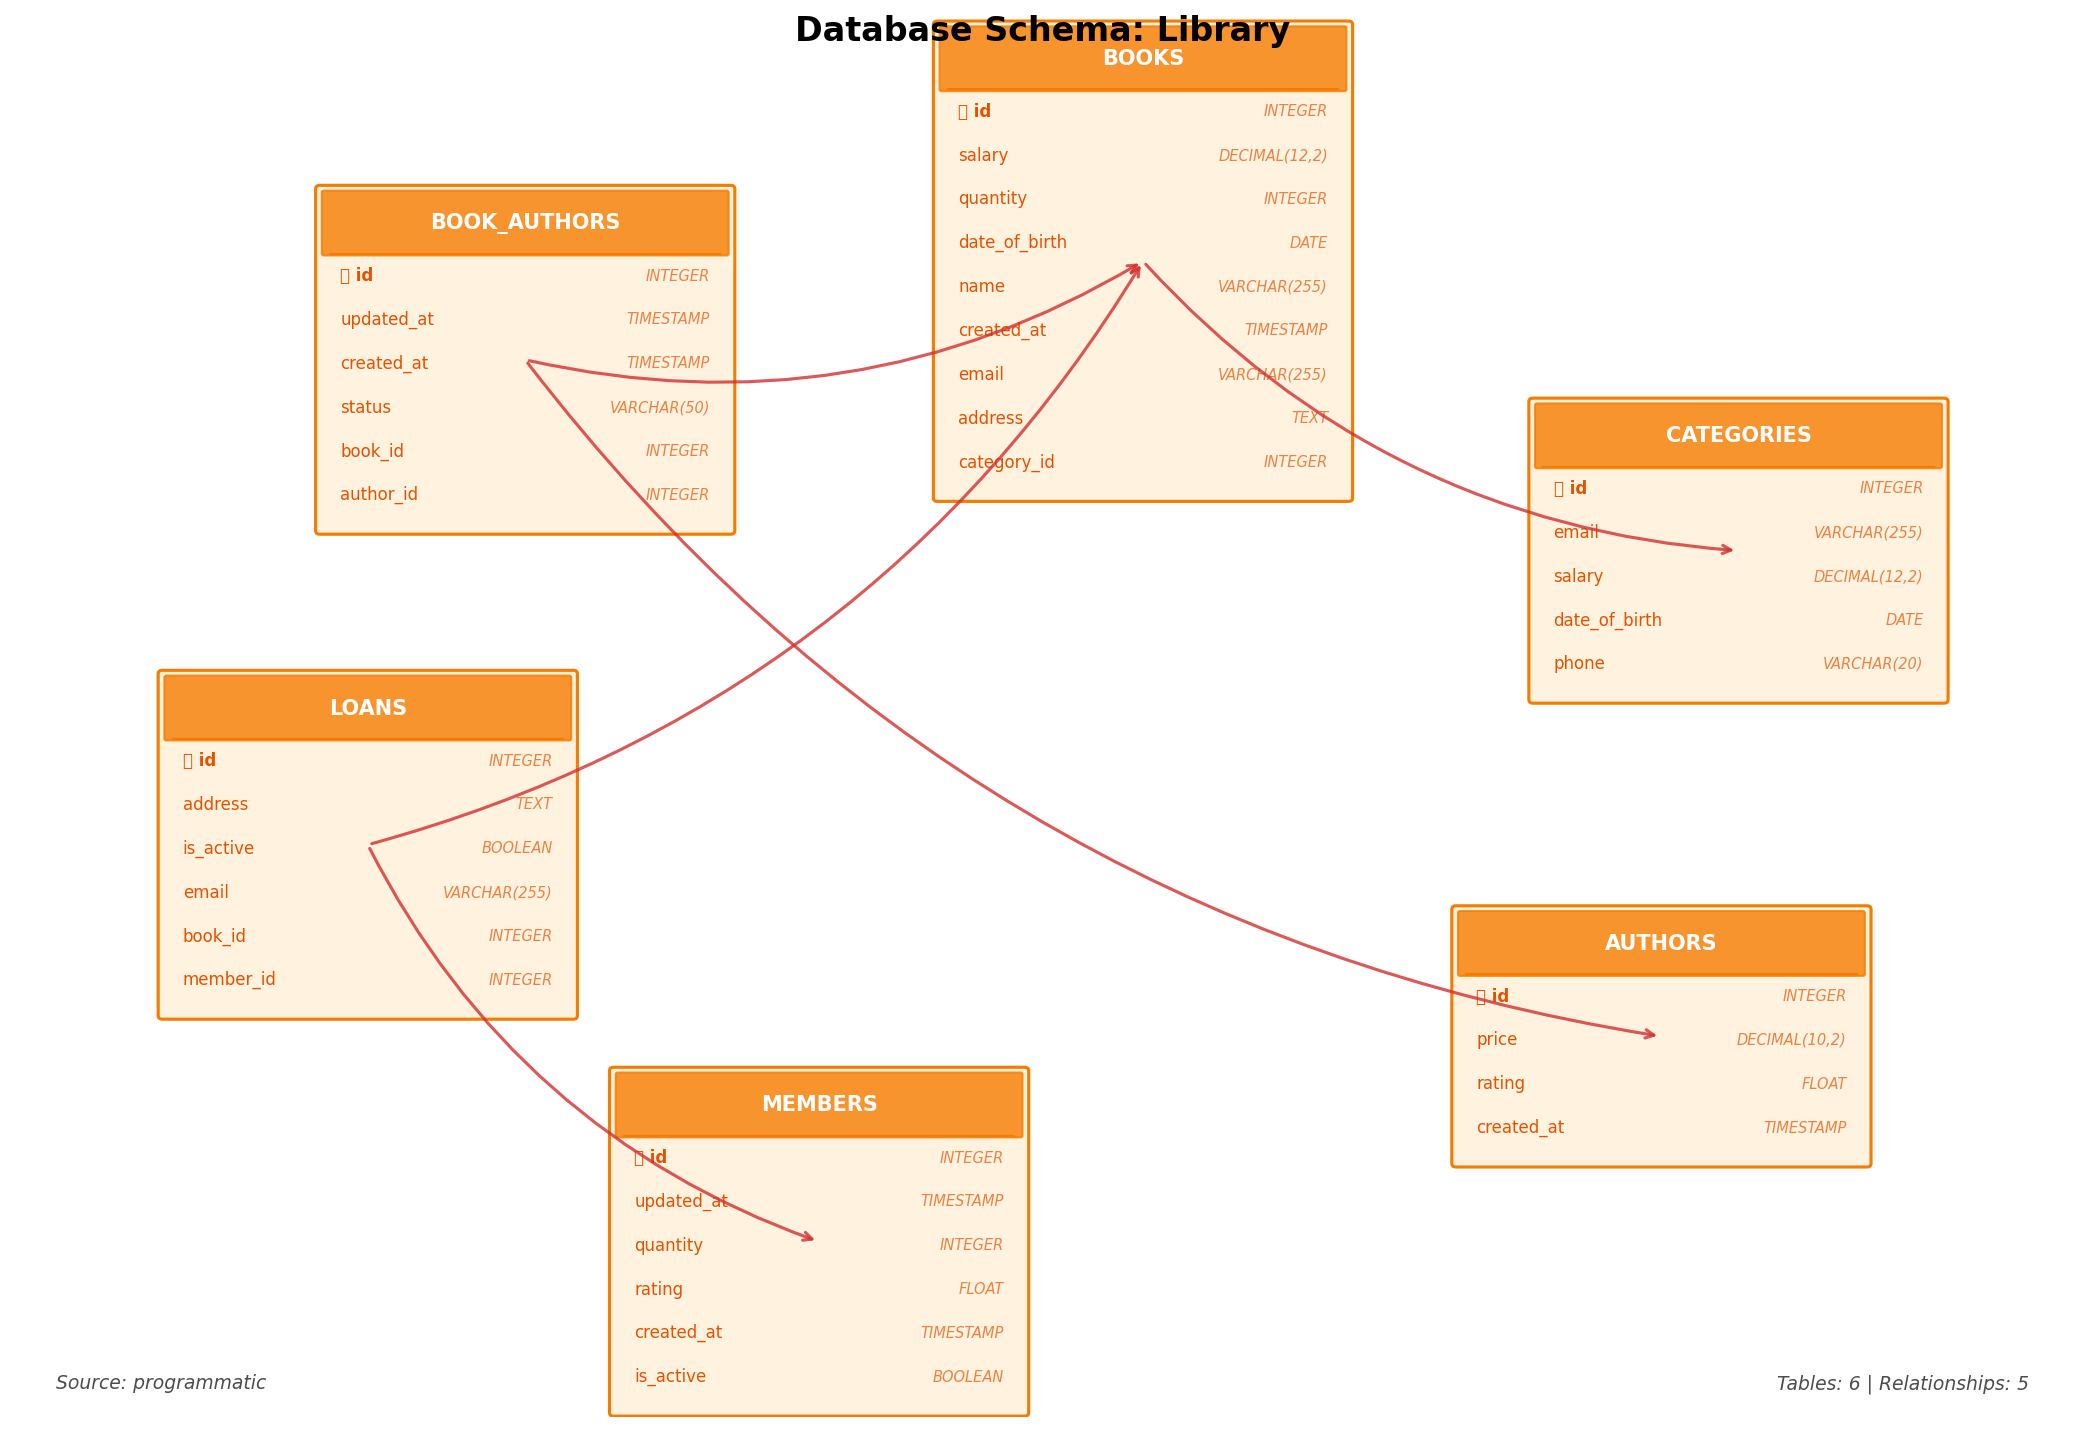 Database Schema: Library
BOOKS
id INTEGER
salary DECIMAL(12,2)
quantity INTEGER
date_of_birth DATE
name VARCHAR(255)
created_at TIMESTAMP
email VARCHAR(255)
address TEXT
category_id INTEGER
BOOK_AUTHORS
id INTEGER
updated_at TIMESTAMP
created_at TIMESTAMP
status VARCHAR(50)
book_id INTEGER
author_id INTEGER
CATEGORIES
id INTEGER
email VARCHAR(255)
salary DECIMAL(12,2)
date_of_birth DATE
phone VARCHAR(20)
LOANS
id INTEGER
address TEXT
is_active BOOLEAN
email VARCHAR(255)
book_id INTEGER
member_id INTEGER
AUTHORS
id INTEGER
price DECIMAL(10,2)
rating FLOAT
created_at TIMESTAMP
MEMBERS
id INTEGER
updated_at TIMESTAMP
quantity INTEGER
rating FLOAT
created_at TIMESTAMP
is_active BOOLEAN
Source: programmatic
Tables: 6 | Relationships: 5